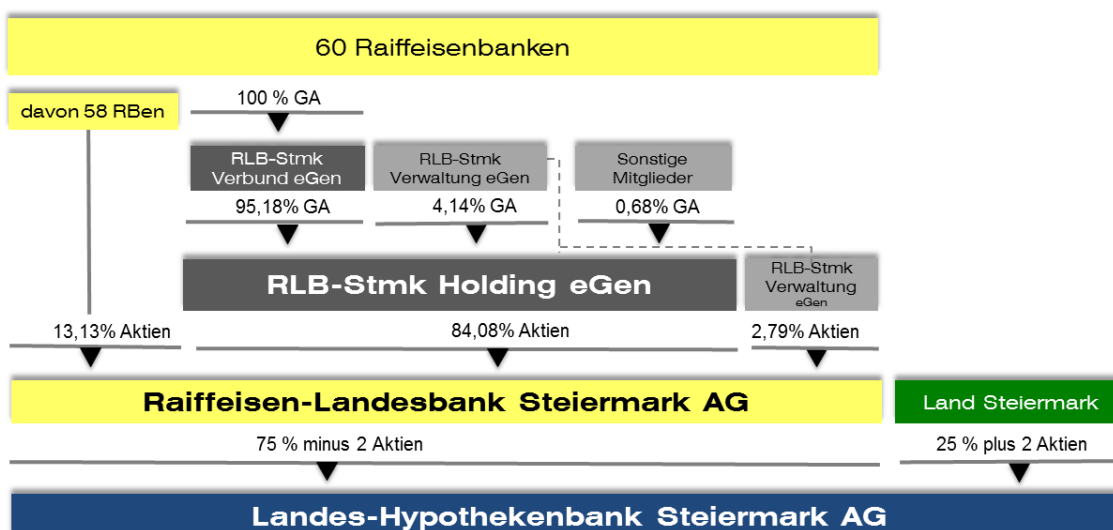 60 Raiffeisenbanken
davon 58 RBen
100 % GA
RLB-Stmk
Verbund eGen
RLB-Stmk
Verwaltung eGen
Sonstige
Mitglieder
95,18% GA
4,14% GA
0,68% GA
RLB-Stmk Holding eGen
RLB-Stmk
Verwaltung
eGen
13,13% Aktien
84,08% Aktien
2,79% Aktien
Raiffeisen-Landesbank Steiermark AG
Land Steiermark
75 % minus 2 Aktien
25 % plus 2 Aktien
Landes-Hypothekenbank Steiermark AG